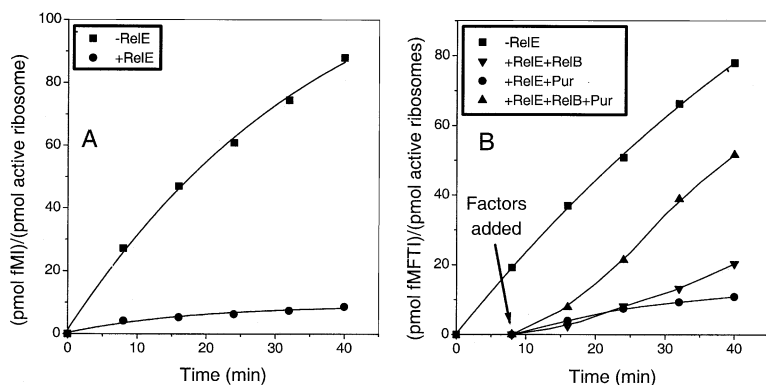 100
80
60
40
20
0
0
10
20
30
40
-RelE
+RelE
A
(pmol fMI)/(pmol active ribosome)
Time (min)
80
60
40
20
0
0
10
20
30
40
-RelE
+RelE+RelB
+RelE+Pur
+RelE+RelB+Pur
B
Factors
added
(pmol fMFTI)/(pmol active ribosomes)
Time (min)